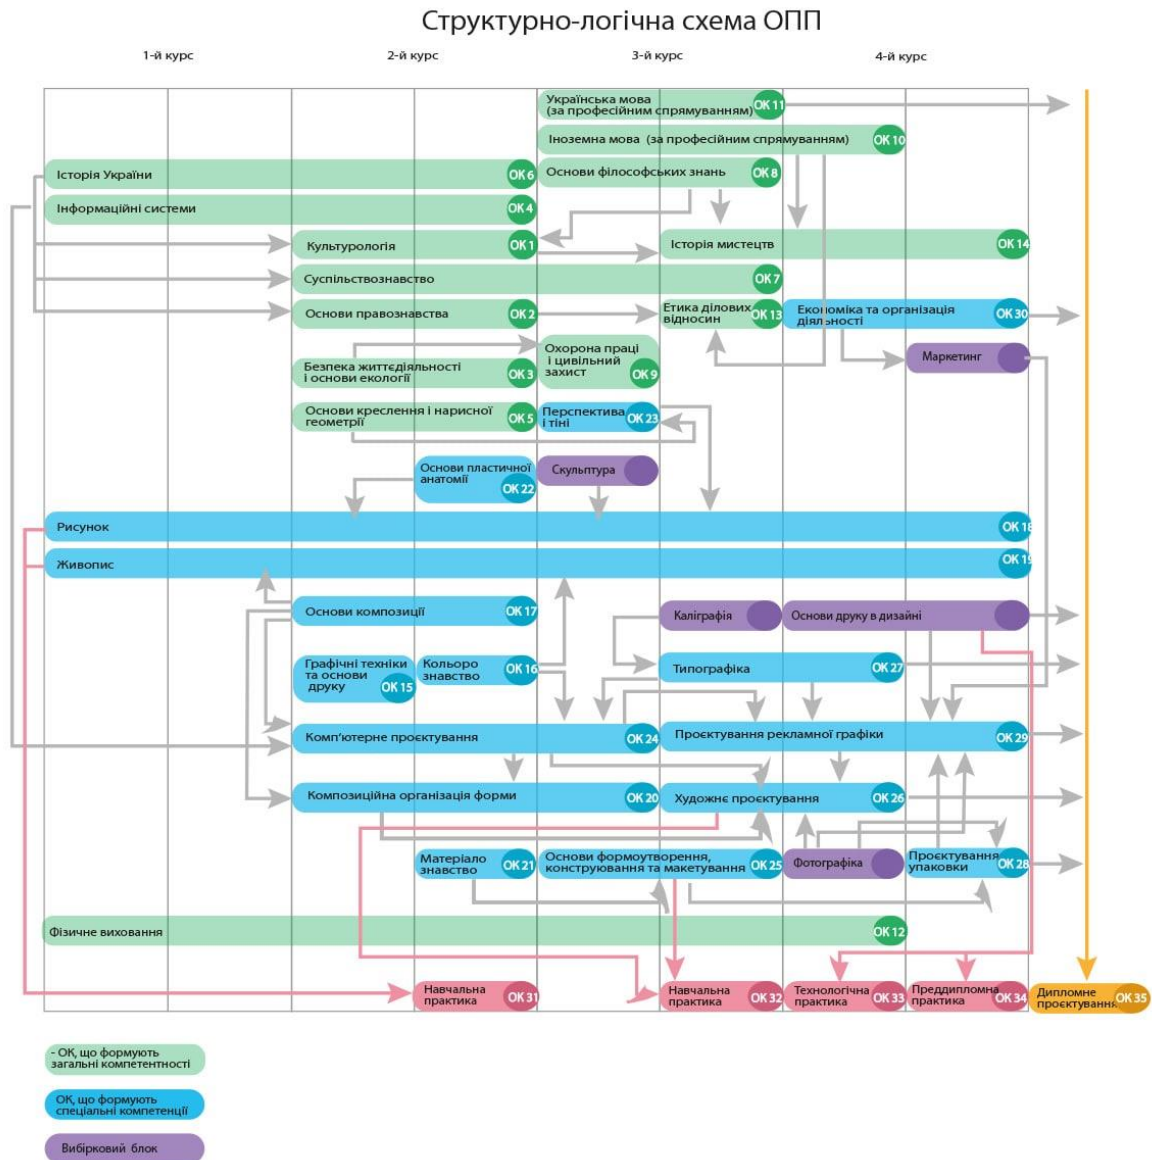 Структурно-логічна схема ОПП
1-й курс
2-й курс
3-й курс
4-й курс
Українська мова
(за професійним спрямуванням)
ОК 11
Іноземна мова (за професійним спрямуванням)
ОК 10
Історія України
ОК 6
Основи філософських знань
ОК 8
Інформаційні системи
ОК 4
Культурологія
ОК 1
Історія мистецтв
ОК 14
Суспільствознавство
ОК 7
Основи правознавства
ОК 2
Етика ділових
відносин
ОК 13
Економіка та організація
діяльності
ОК 30
Безпека життєдіяльності
і основи екології
ОК 3
Охорона праці
і цивільний
захист
ОК 9
Маркетинг
Основи креслення і нарисної
геометрії
ОК 5
Перспектива
і тіні
ОК 23
Основи пластичної
анатомії
ОК 22
Скульптура
Рисунок
ОК 18
Живопис
ОК 19
Основи композиції
ОК 17
Каліграфія
Основи друку в дизайні
Графічні техніки
та основи
друку
ОК 15
Кольоро
знавство
ОК 16
Типографіка
ОК 27
Комп'ютерне проєктування
ОК 24
Проєктування рекламної графіки
ОК 29
Композиційна організація форми
ОК 20
Художнє проєктування
ОК 26
Матеріало
знавство
ОК 21
Основи формоутворення,
конструювання та макетування
ОК 25
Фотографіка
Проєктування
упаковки
ОК 28
Фізичне виховання
ОК 12
Навчальна
практика
ОК 31
Навчальна
практика
ОК 32
Технологічна
практика
ОК 33
Преддипломна
практика
ОК 34
Дипломне
проєктування
ОК 35
- ОК, що формують
загальні компетентності
ОК, що формують
спеціальні компетенції
Вибірковий блок